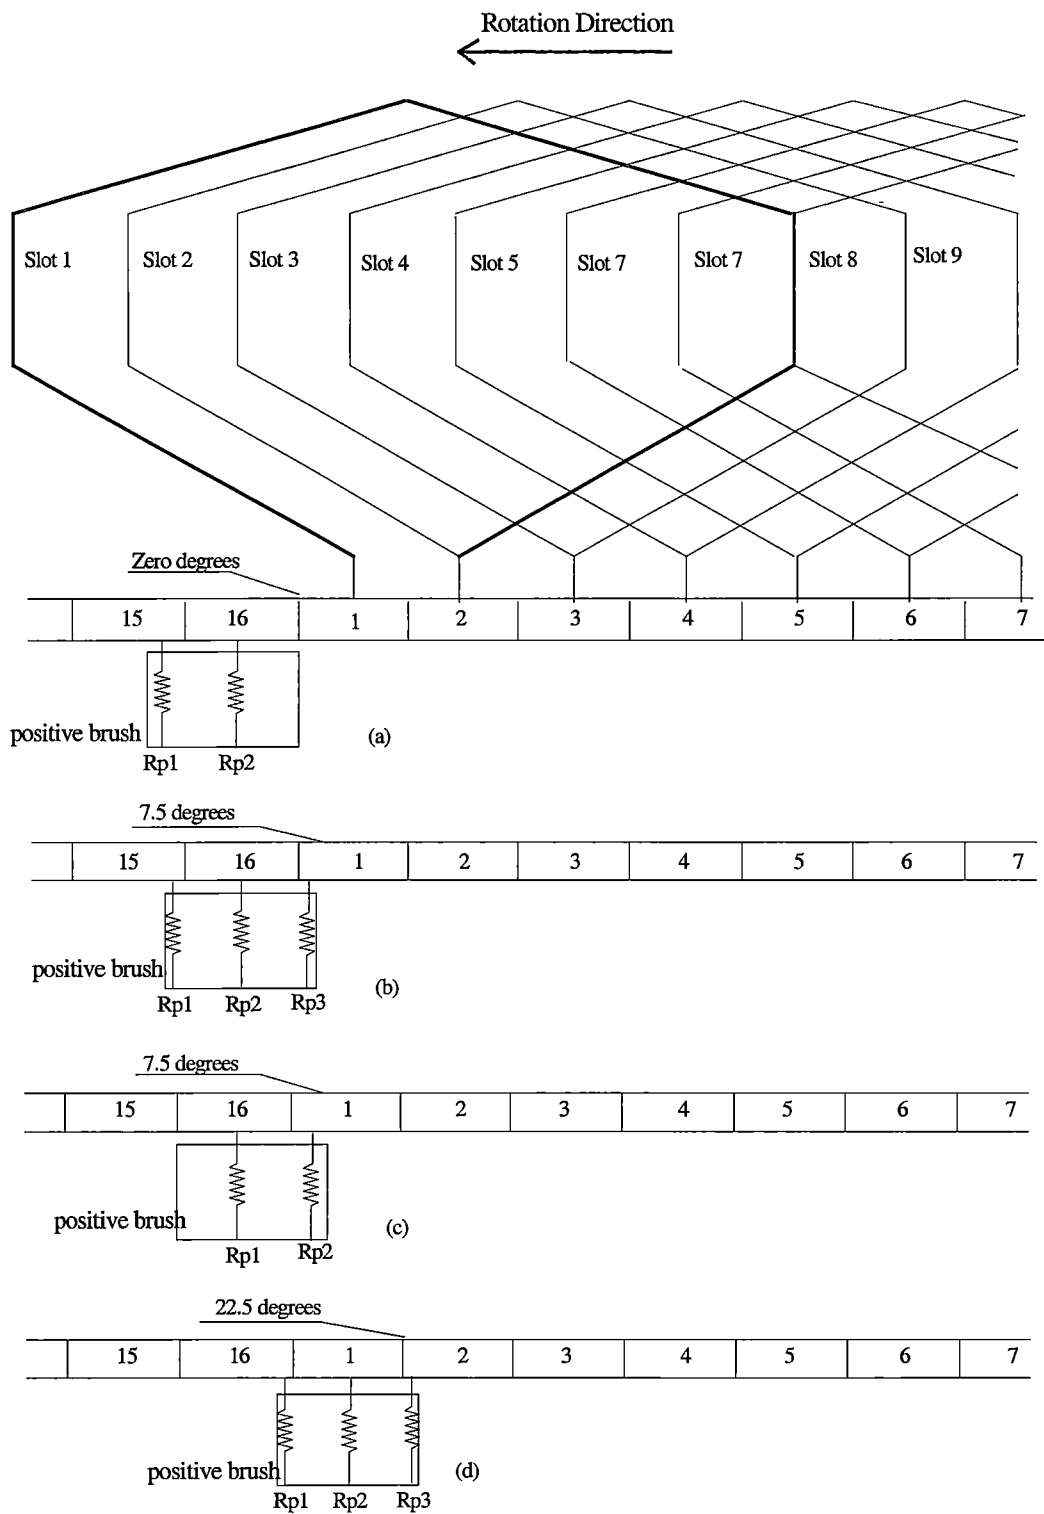 Rotation Direction
Slot 1 Slot 2 Slot 3 Slot 4 Slot 5 Slot 7 Slot 7 Slot 8 Slot 9
Zero degrees
15 16 1 2 3 4 5 6 7
positive brush
Rp1 Rp2
(a)
7.5 degrees
15 16 1 2 3 4 5 6 7
positive brush
Rp1 Rp2 Rp3
(b)
7.5 degrees
15 16 1 2 3 4 5 6 7
positive brush
Rp1 Rp2
(c)
22.5 degrees
15 16 1 2 3 4 5 6 7
positive brush
Rp1 Rp2 Rp3
(d)